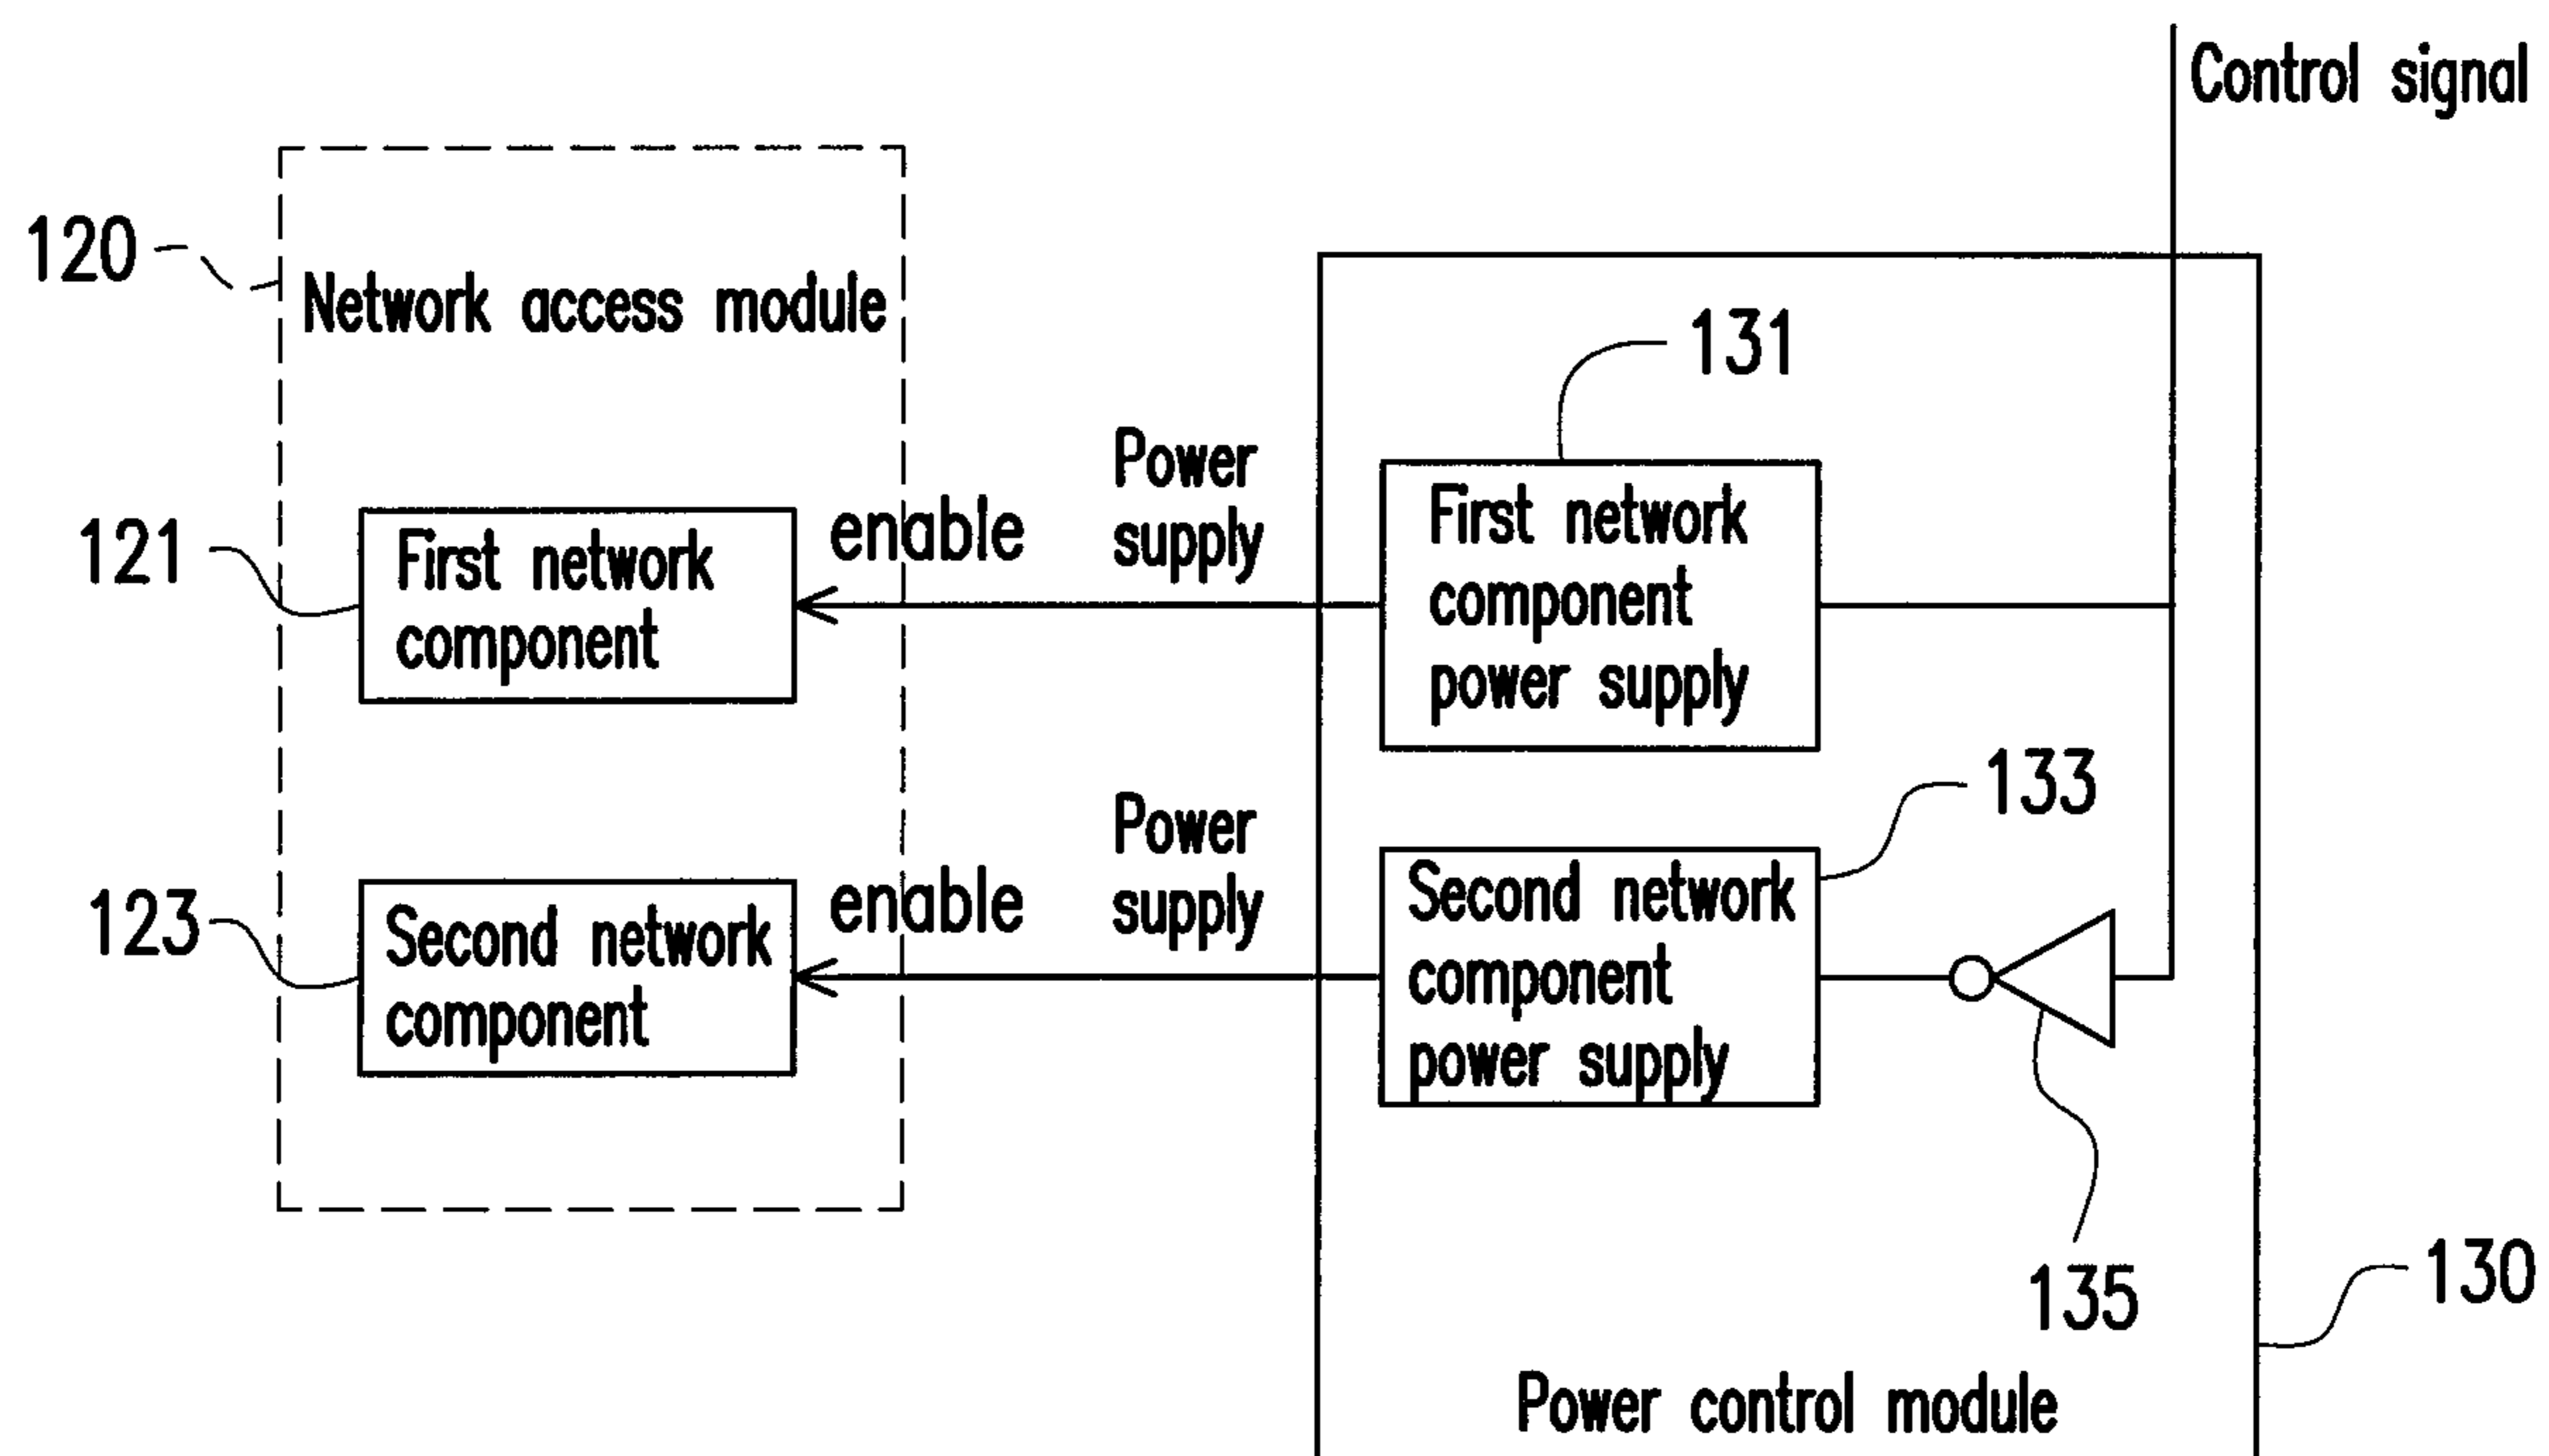 Control signal
120
Network access module
131
121
First network
component
enable
Power
supply
First network
component
power supply
133
123
Second network
component
enable
Power
supply
Second network
component
power supply
135
130
Power control module